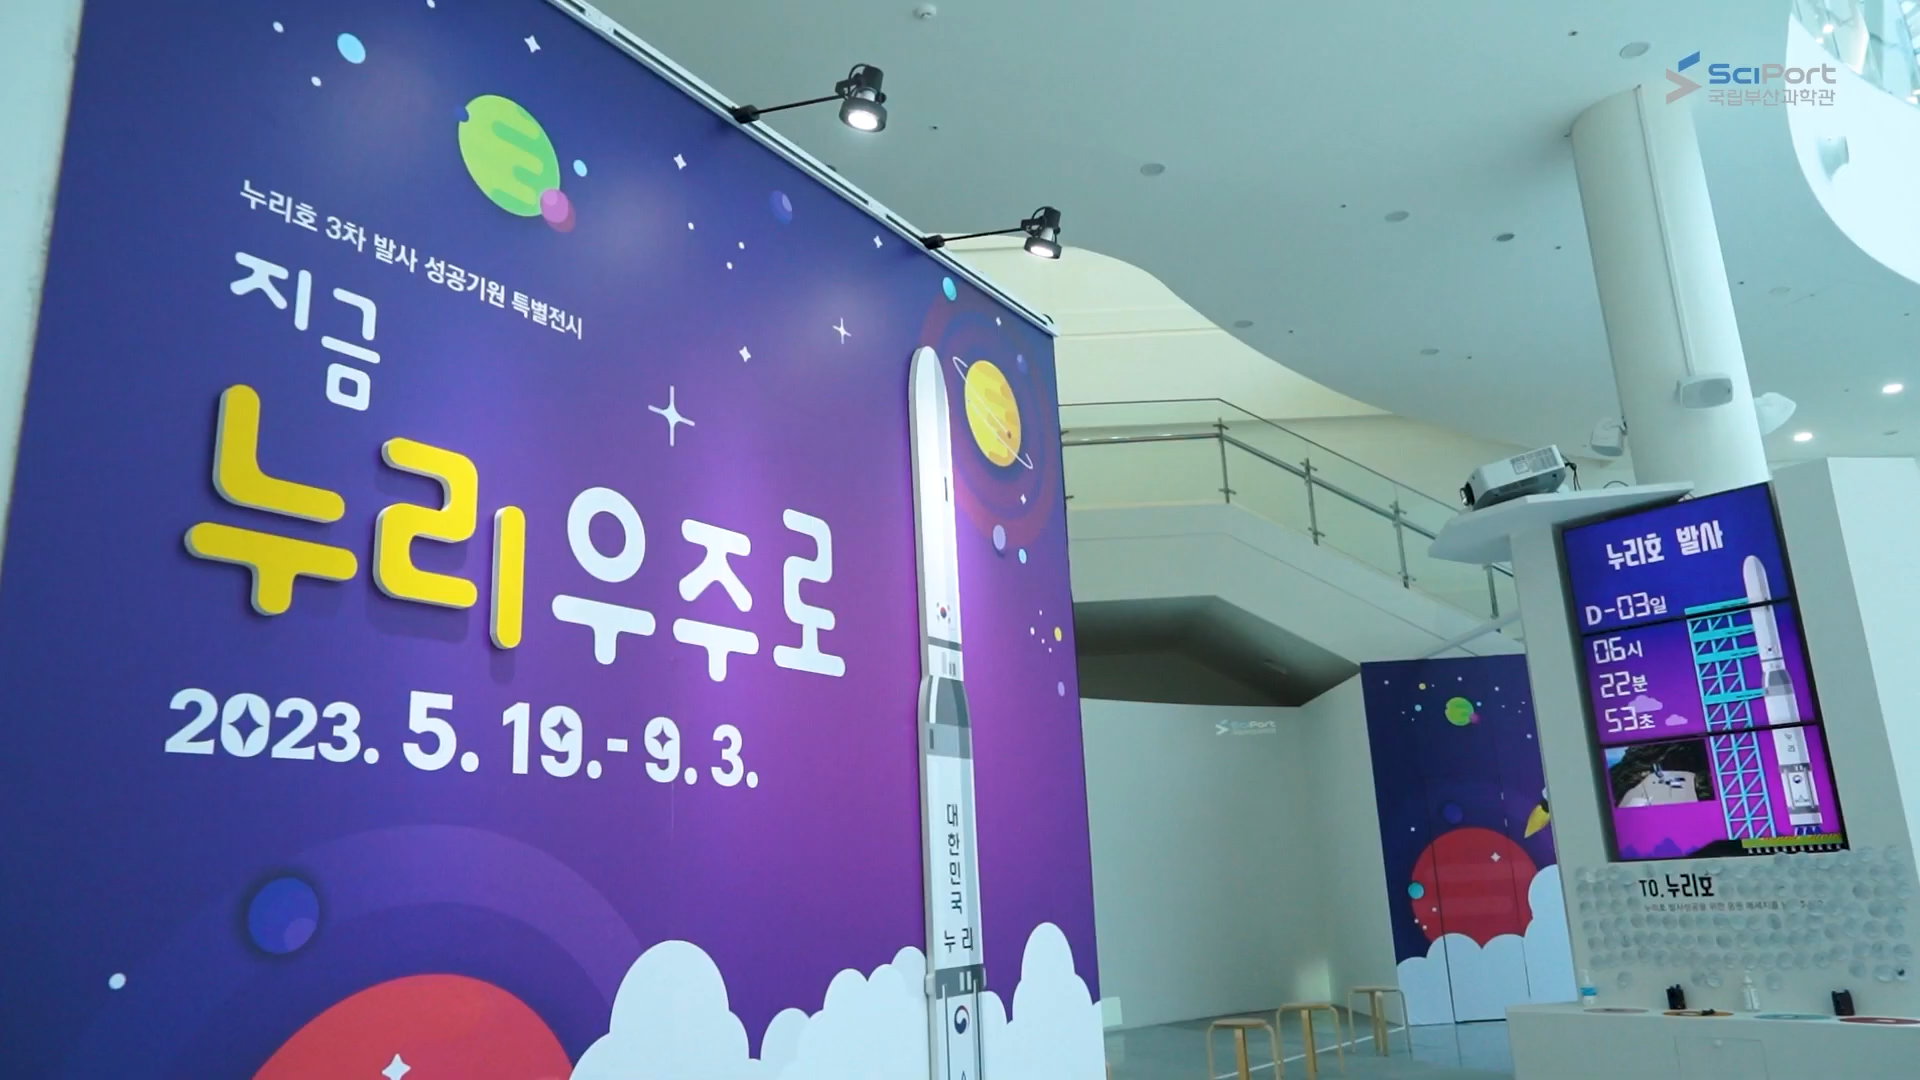 SciPort
국립부산과학관
누리호 3차 발사 성공기원 특별전시
지금
누리 우주로
2023. 5. 19. - 9. 3.
대한민국
누리
SciPort
누리호 발사
D-03일
06시
22분
53초
누리
TO. 누리호